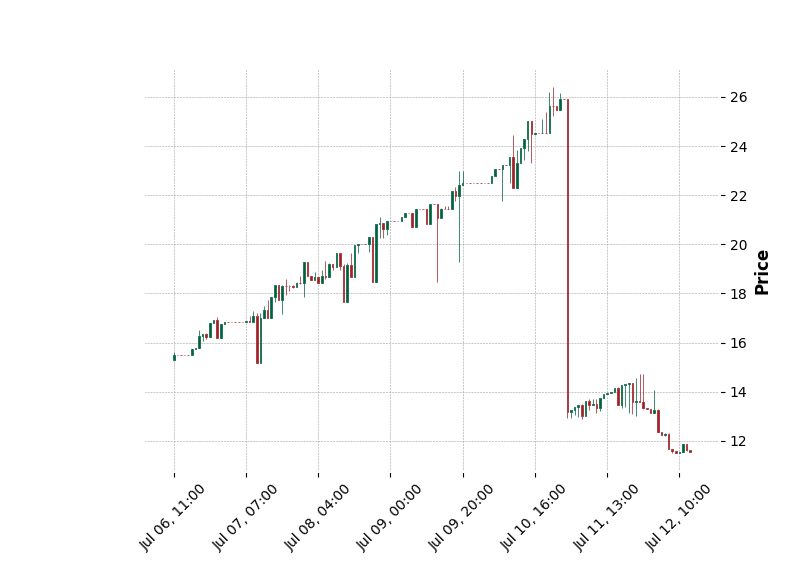 26
24
22
20
18
16
14
12
Price
Jul 06, 11:00
Jul 07, 07:00
Jul 08, 04:00
Jul 09, 00:00
Jul 09, 20:00
Jul 10, 16:00
Jul 11, 13:00
Jul 12, 10:00